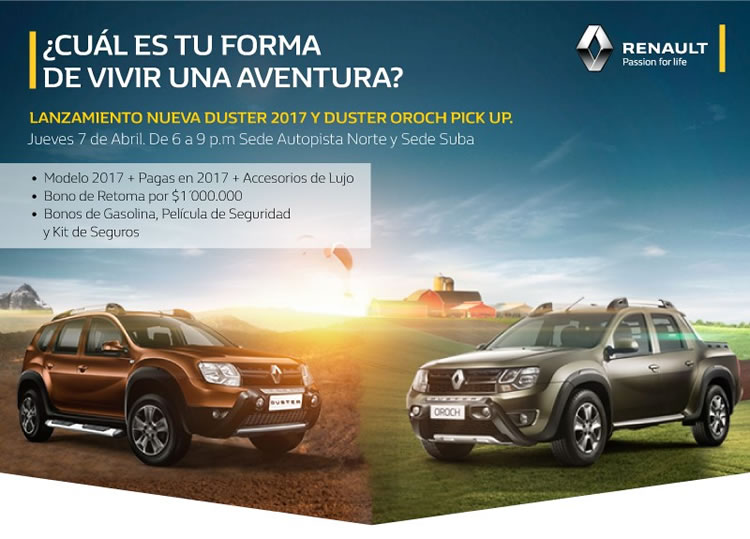 ¿CUÁL ES TU FORMA
DE VIVIR UNA AVENTURA?
RENAULT
Passion for life
LANZAMIENTO NUEVA DUSTER 2017 Y DUSTER OROCH PICK UP.
Jueves 7 de Abril. De 6 a 9 p.m Sede Autopista Norte y Sede Suba
• Modelo 2017 + Pagas en 2017 + Accesorios de Lujo
• Bono de Retoma por $1´000.000
• Bonos de Gasolina, Película de Seguridad
y Kit de Seguros
DUSTER
OROCH